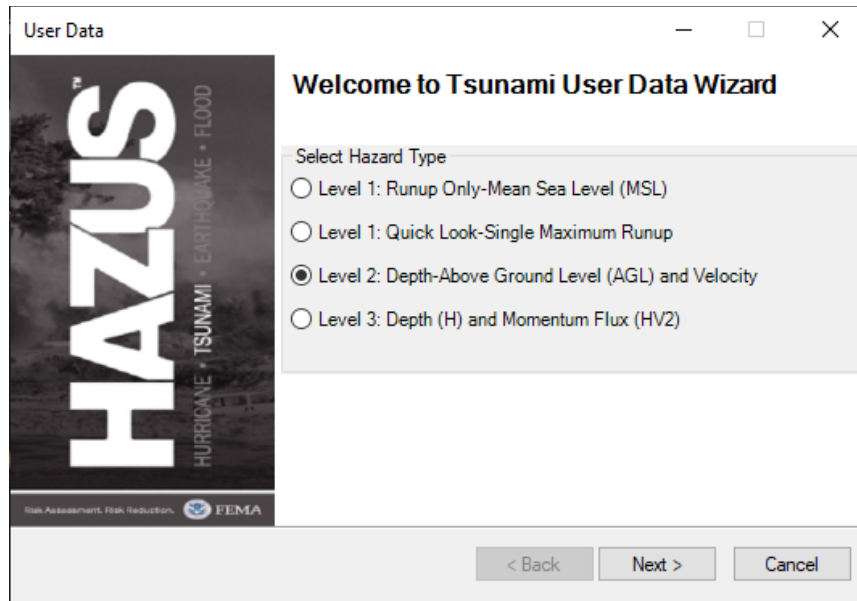 User Data
HAZUS™
HURRICANE • TSUNAMI • EARTHQUAKE • FLOOD
Risk Assessment. Risk Reduction.
FEMA
Welcome to Tsunami User Data Wizard
Select Hazard Type
Level 1: Runup Only-Mean Sea Level (MSL)
Level 1: Quick Look-Single Maximum Runup
Level 2: Depth-Above Ground Level (AGL) and Velocity
Level 3: Depth (H) and Momentum Flux (HV2)
< Back
Next >
Cancel